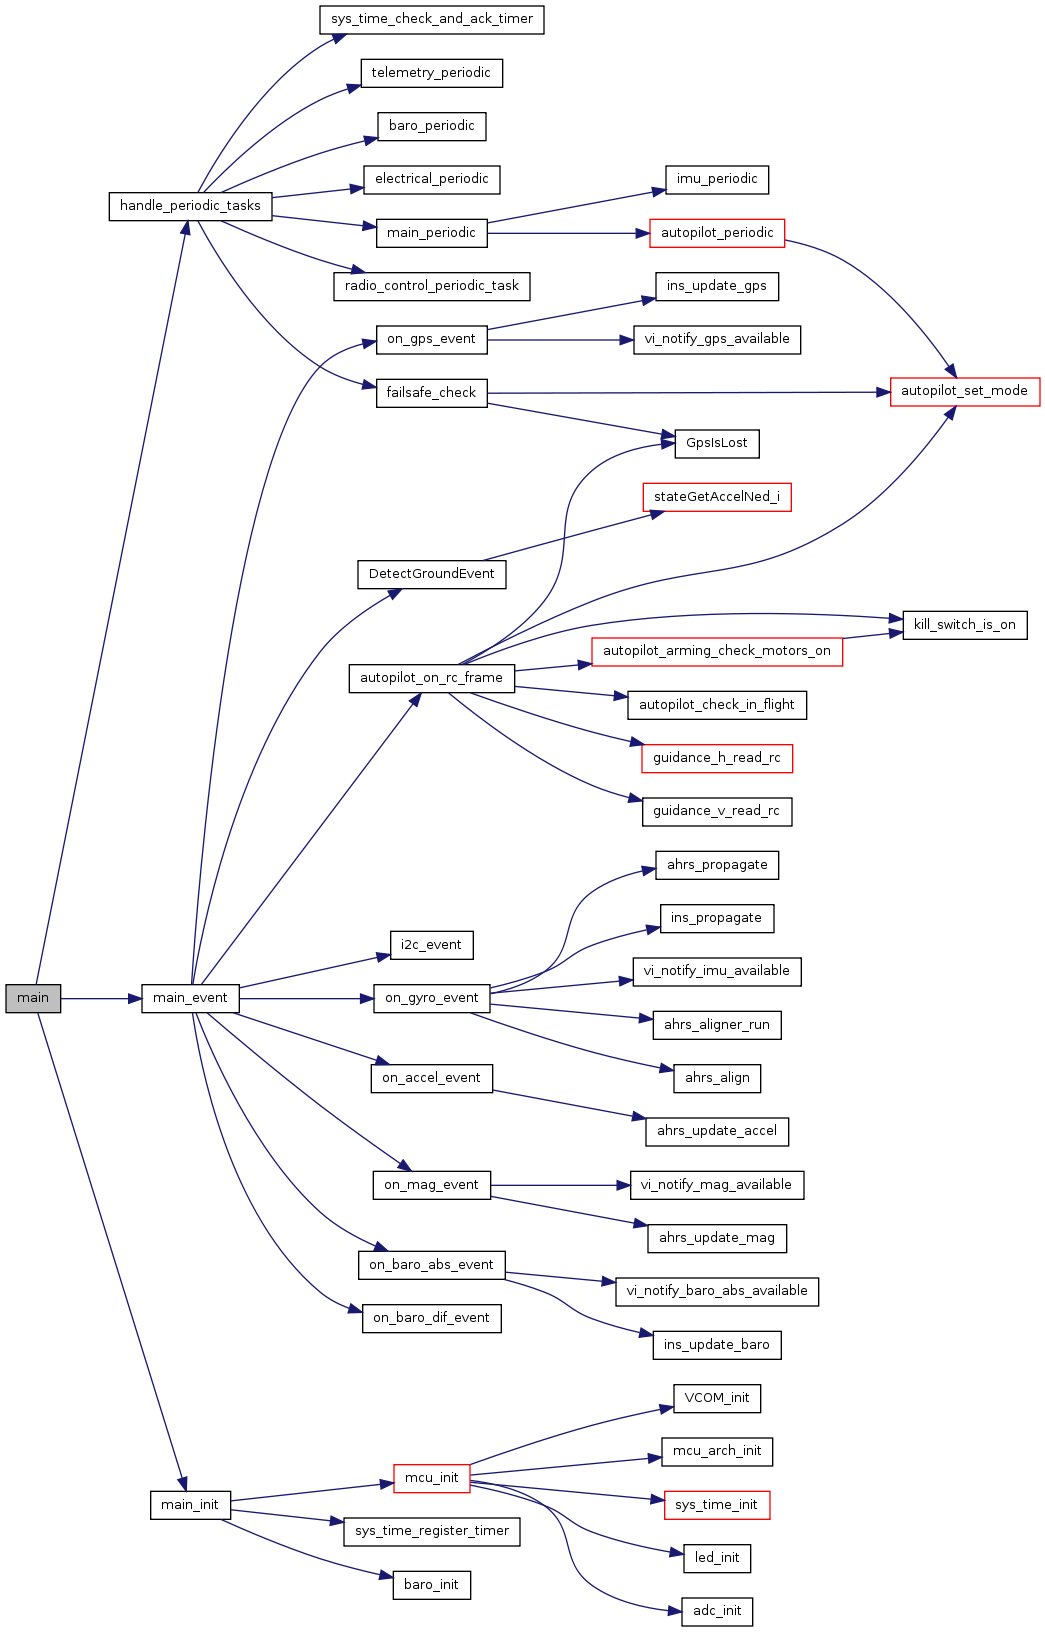 sys_time_check_and_ack_timer
telemetry_periodic
baro_periodic
electrical_periodic
imu_periodic
handle_periodic_tasks
main_periodic
autopilot_periodic
radio_control_periodic_task
ins_update_gps
on_gps_event
vi_notify_gps_available
failsafe_check
autopilot_set_mode
GpsIsLost
stateGetAccelNed_i
DetectGroundEvent
kill_switch_is_on
autopilot_arming_check_motors_on
autopilot_on_rc_frame
autopilot_check_in_flight
guidance_h_read_rc
guidance_v_read_rc
ahrs_propagate
ins_propagate
i2c_event
vi_notify_imu_available
main
main_event
on_gyro_event
ahrs_aligner_run
on_accel_event
ahrs_align
ahrs_update_accel
on_mag_event
vi_notify_mag_available
ahrs_update_mag
on_baro_abs_event
vi_notify_baro_abs_available
on_baro_dif_event
ins_update_baro
VCOM_init
mcu_arch_init
mcu_init
main_init
sys_time_init
sys_time_register_timer
led_init
baro_init
adc_init